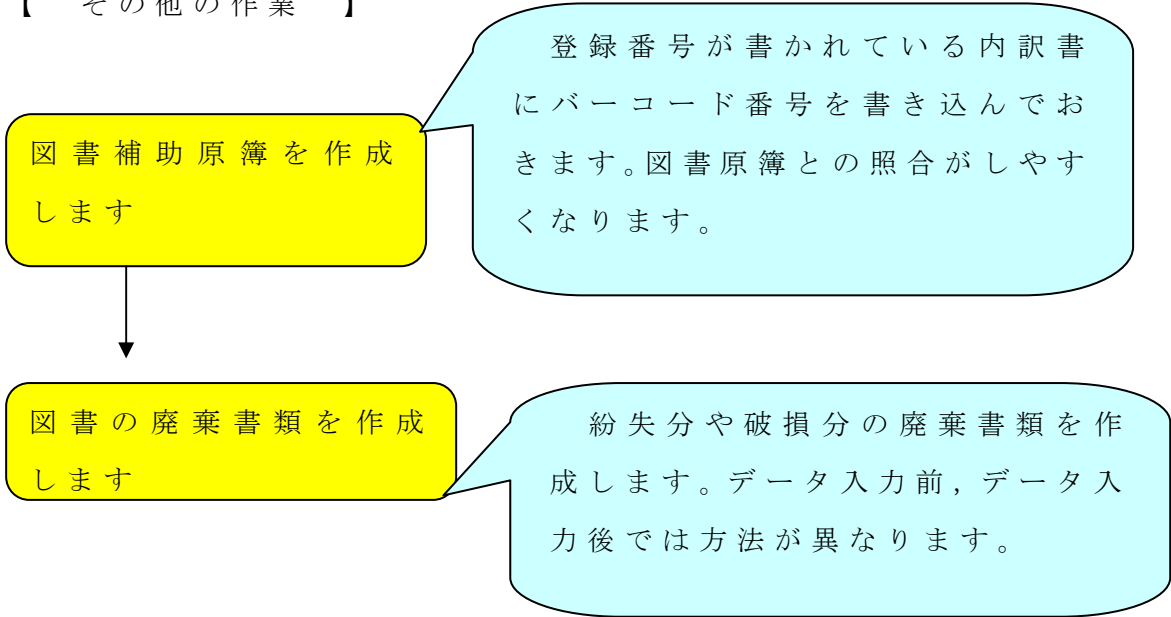 【 その他の作業 】
登録番号が書かれている内訳書
にバーコード番号を書き込んでお
きます。図書原簿との照合がしやす
くなります。
図書補助原簿を作成
します
図書の廃棄書類を作成
します
紛失分や破損分の廃棄書類を作
成します。データ入力前,データ入
力後では方法が異なります。